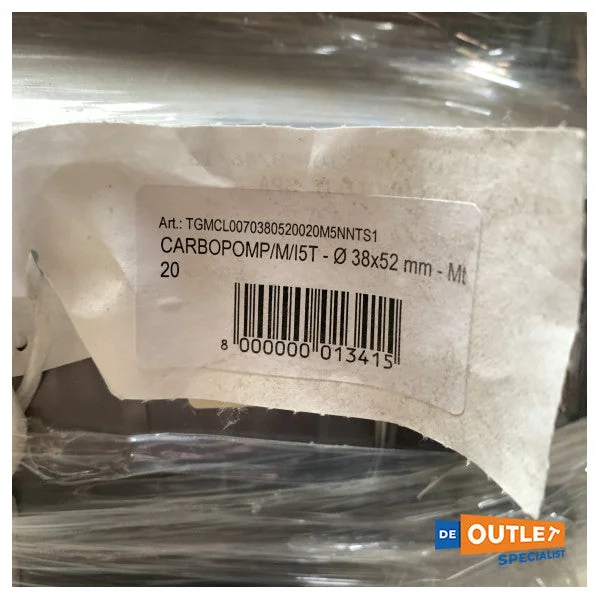 Art.: TGMCL0070380520020M5NNTS1
CARBOPOMP/M/I5T - Ø 38x52 mm - Mt
20
8 000000 013415
DE OUTLET
SPECIALIST